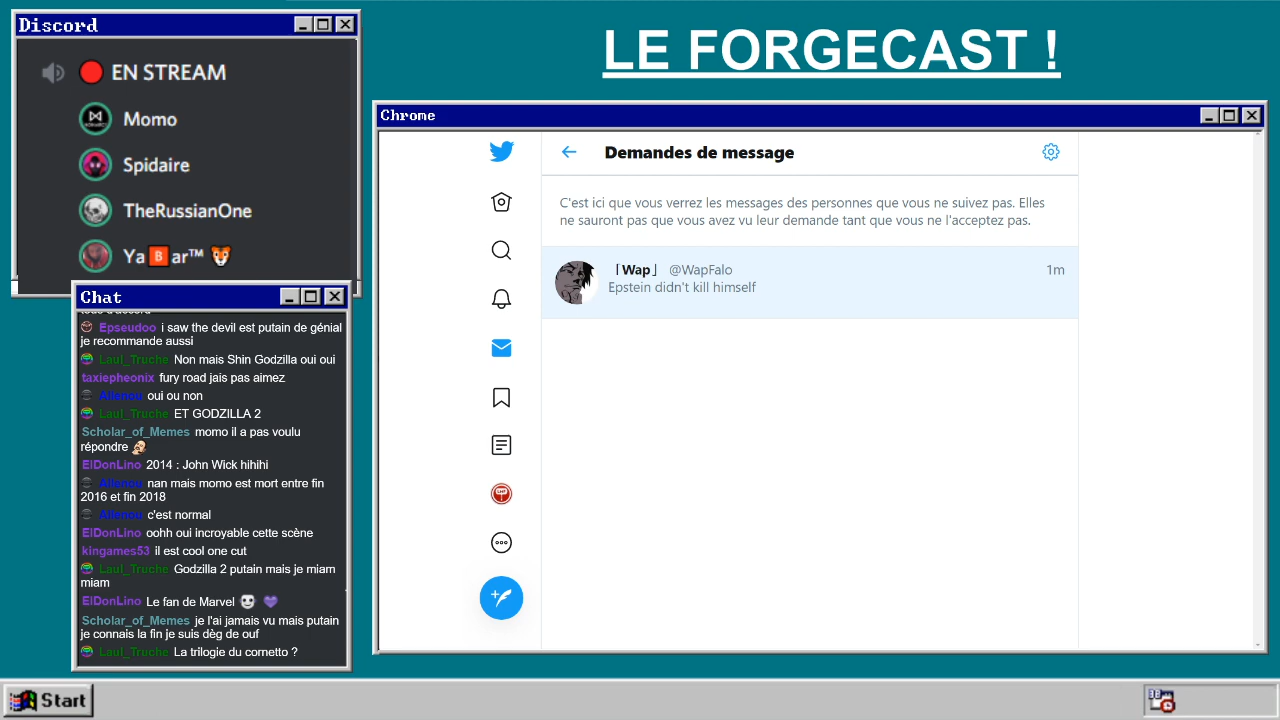 Discord
EN STREAM
Momo
Spidaire
TheRussianOne
Ya🅱ar™ 🐯
LE FORGECAST !
Chrome
Demandes de message
C'est ici que vous verrez les messages des personnes que vous ne suivez pas. Elles
ne sauront pas que vous avez vu leur demande tant que vous ne l'acceptez pas.
「Wap」 @WapFalo 1m
Epstein didn't kill himself
Chat
Epseudoo i saw the devil est putain de génial
je recommande aussi
Laul_Truche Non mais Shin Godzilla oui oui
taxiepheonix fury road jais pas aimez
Allenou oui ou non
Laul_Truche ET GODZILLA 2
Scholar_of_Memes momo il a pas voulu
répondre
ElDonLino 2014 : John Wick hihihi
Allenou nan mais momo est mort entre fin
2016 et fin 2018
Allenou c'est normal
ElDonLino oohh oui incroyable cette scène
kingames53 il est cool one cut
Laul_Truche Godzilla 2 putain mais je miam
miam
ElDonLino Le fan de Marvel 💜
Scholar_of_Memes je l'ai jamais vu mais putain
je connais la fin je suis dèg de ouf
Laul_Truche La trilogie du cornetto ?
Start